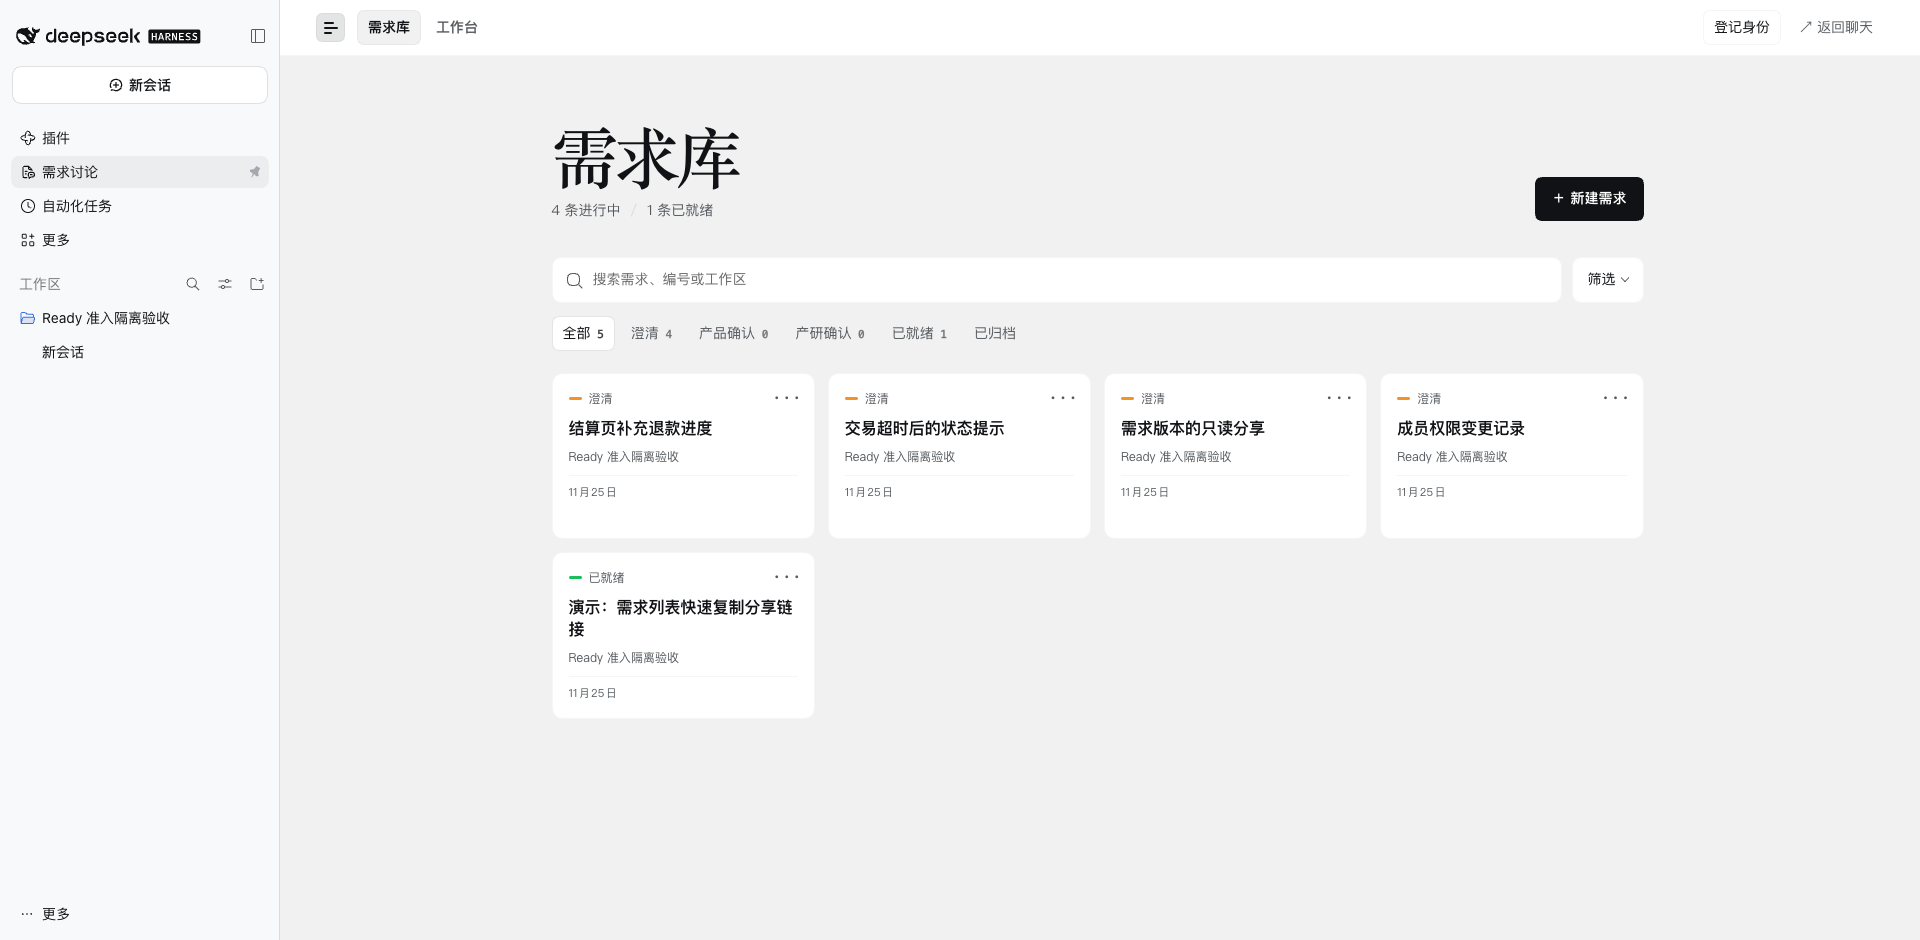 deepseek HARNESS
新会话
插件
需求讨论
自动化任务
更多
工作区
Ready 准入隔离验收
新会话
更多
需求库
工作台
登记身份
返回聊天
需求库
4 条进行中 / 1 条已就绪
+ 新建需求
搜索需求、编号或工作区
筛选
全部 5
澄清 4
产品确认 0
产研确认 0
已就绪 1
已归档
澄清
结算页补充退款进度
Ready 准入隔离验收
11月25日
澄清
交易超时后的状态提示
Ready 准入隔离验收
11月25日
澄清
需求版本的只读分享
Ready 准入隔离验收
11月25日
澄清
成员权限变更记录
Ready 准入隔离验收
11月25日
已就绪
演示：需求列表快速复制分享链
接
Ready 准入隔离验收
11月25日